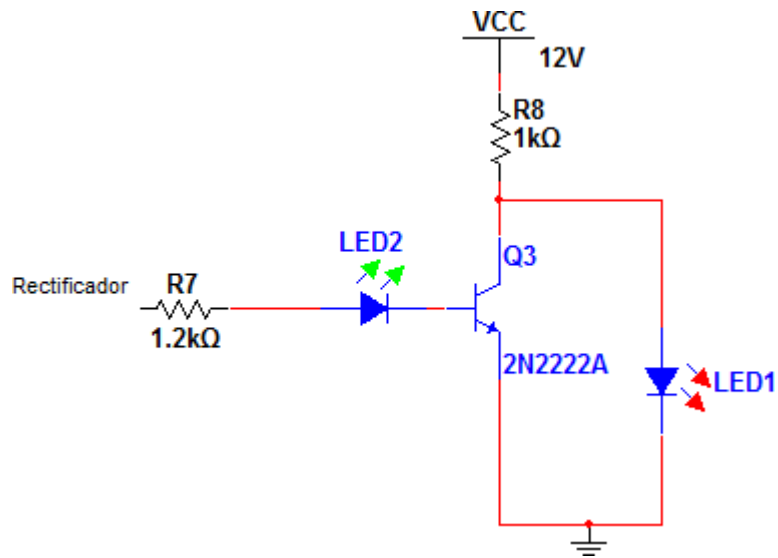 VCC
12V
R8
1kΩ
LED2
Q3
Rectificador
R7
1.2kΩ
2N2222A
LED1